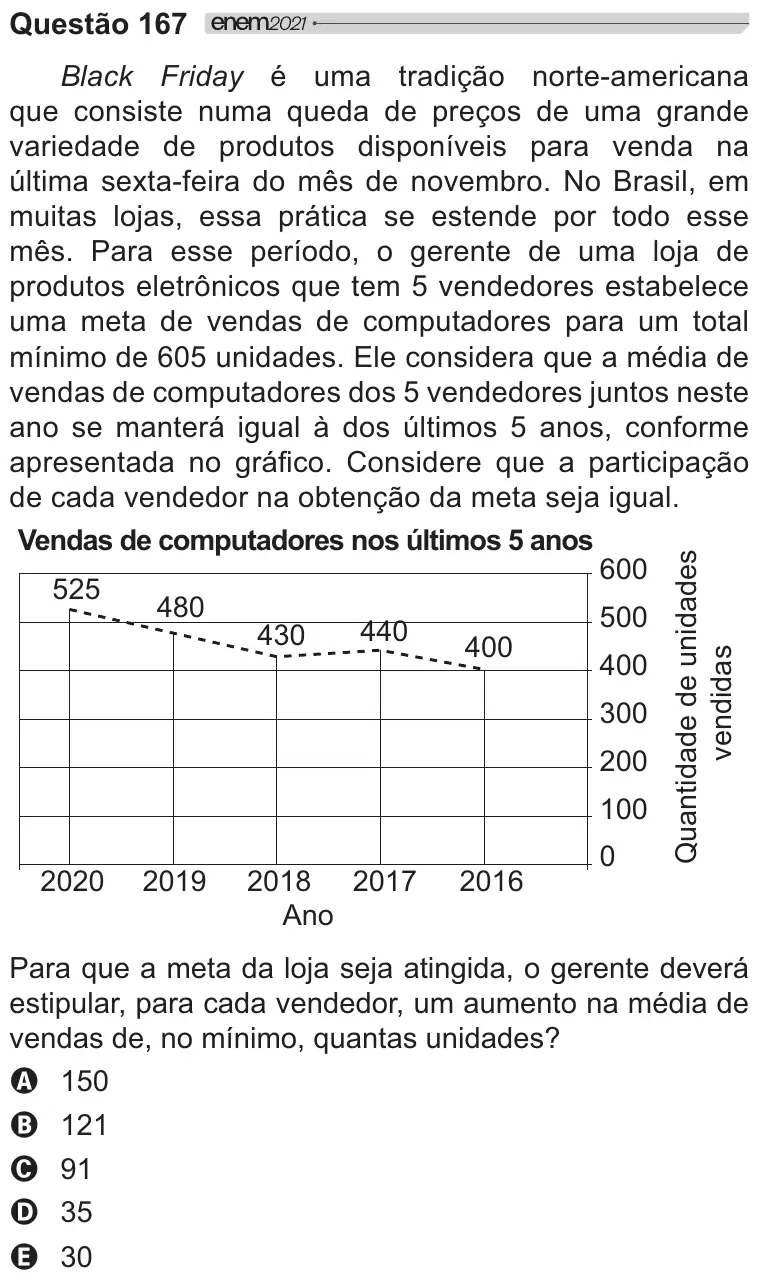 Questão 167 enem2021
Black Friday é uma tradição norte-americana
que consiste numa queda de preços de uma grande
variedade de produtos disponíveis para venda na
última sexta-feira do mês de novembro. No Brasil, em
muitas lojas, essa prática se estende por todo esse
mês. Para esse período, o gerente de uma loja de
produtos eletrônicos que tem 5 vendedores estabelece
uma meta de vendas de computadores para um total
mínimo de 605 unidades. Ele considera que a média de
vendas de computadores dos 5 vendedores juntos neste
ano se manterá igual à dos últimos 5 anos, conforme
apresentada no gráfico. Considere que a participação
de cada vendedor na obtenção da meta seja igual.
Vendas de computadores nos últimos 5 anos
525
480
430
440
400
600
500
400
300
200
100
0
Quantidade de unidades
vendidas
2020 2019 2018 2017 2016
Ano
Para que a meta da loja seja atingida, o gerente deverá
estipular, para cada vendedor, um aumento na média de
vendas de, no mínimo, quantas unidades?
A 150
B 121
C 91
D 35
E 30